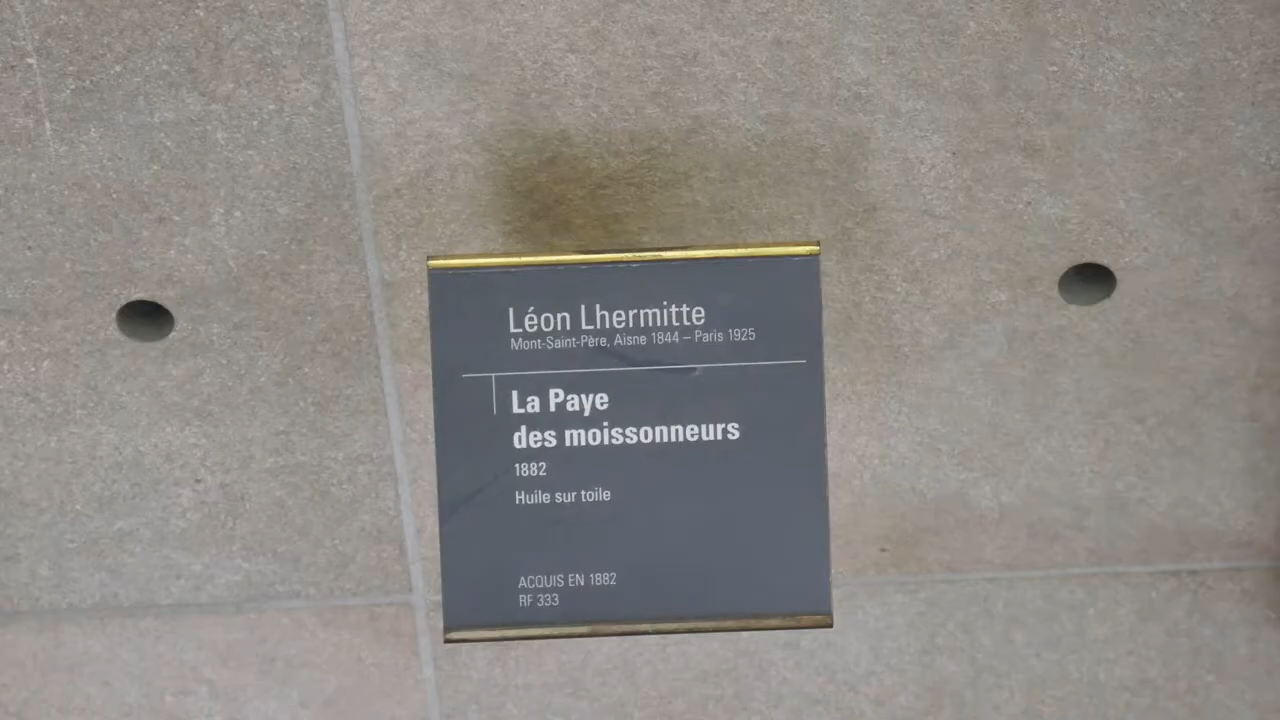 Léon Lhermitte
Mont-Saint-Père, Aisne 1844 – Paris 1925
La Paye
des moissonneurs
1882
Huile sur toile
ACQUIS EN 1882
RF 333